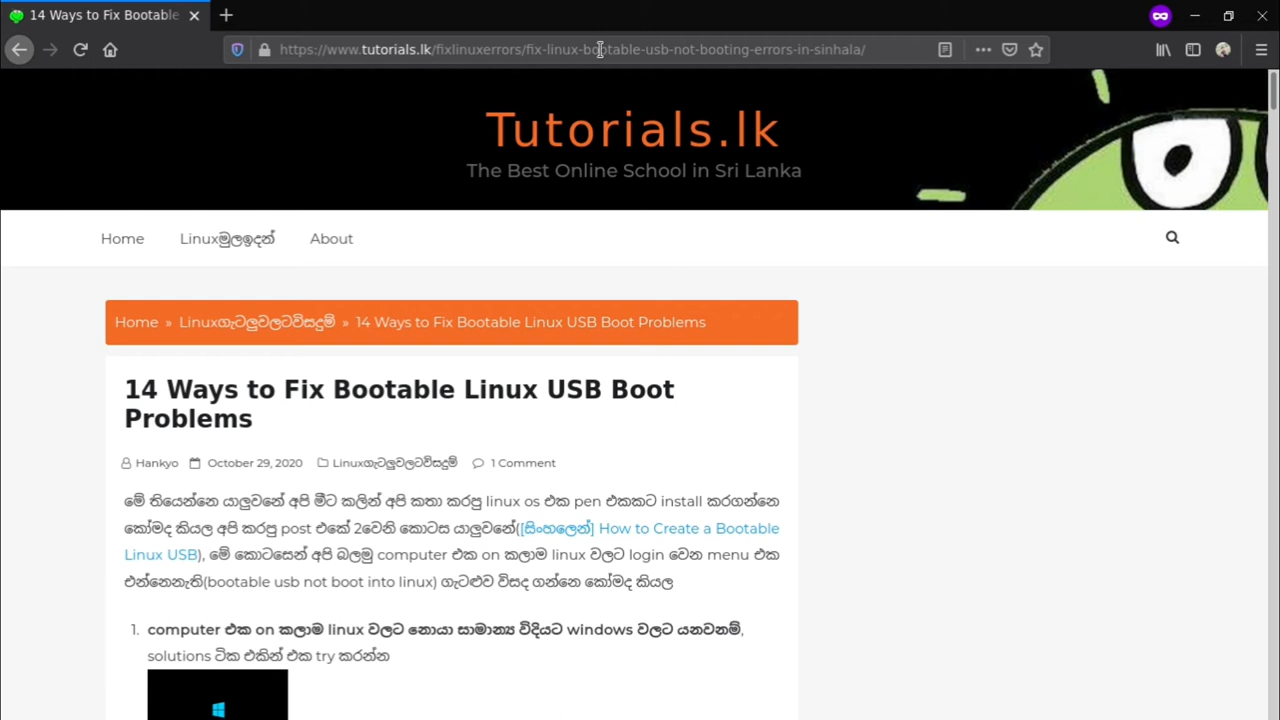 14 Ways to Fix Bootable
https://www.tutorials.lk/fixlinuxerrors/fix-linux-bootable-usb-not-booting-errors-in-sinhala/
Tutorials.lk
The Best Online School in Sri Lanka
Home Linuxමුලඉදන් About
Home » Linuxගැටලුවලටවිසදුම් » 14 Ways to Fix Bootable Linux USB Boot Problems
14 Ways to Fix Bootable Linux USB Boot
Problems
Hankyo October 29, 2020 Linuxගැටලුවලටවිසදුම් 1 Comment
මේ තියෙන්නෙ යාලුවනේ අපි මීට කලින් අපි කතා කරපු linux os එක pen එකකට install කරගන්නෙ
කෝමද කියල අපි කරපු post එකේ 2වෙනි කොටස යාලුවනේ([සිංහලෙන්] How to Create a Bootable
Linux USB), මේ කොටසෙන් අපි බලමු computer එක on කලාම linux වලට login වෙන menu එක
එන්නෙනැති(bootable usb not boot into linux) ගැටළුව විසද ගන්නෙ කෝමද කියල
1. computer එක on කලාම linux වලට නොයා සාමාන්‍ය විදියට windows වලට යනවනම්,
solutions ටික එකින් එක try කරන්න